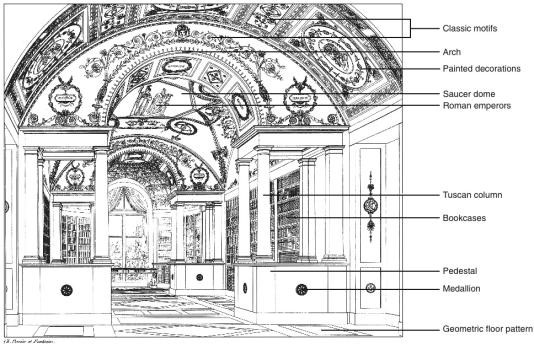 Classic motifs
Arch
Painted decorations
Saucer dome
Roman emperors
Tuscan column
Bookcases
Pedestal
Medallion
Geometric floor pattern